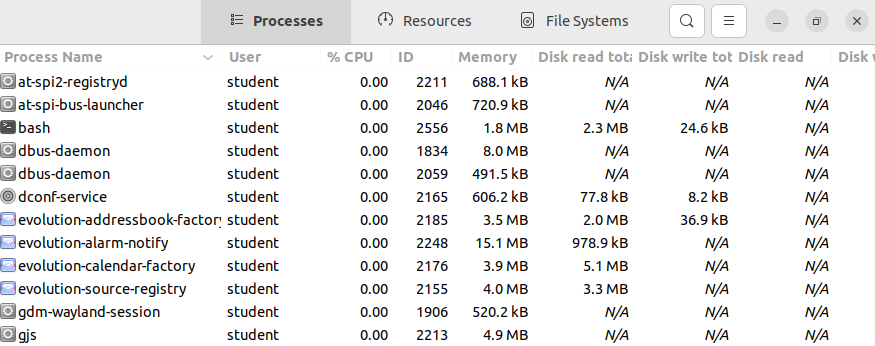 Processes Resources File Systems
Process Name User % CPU ID Memory Disk read tota Disk write tot Disk read Disk w
at-spi2-registryd student 0.00 2211 688.1 kB N/A N/A N/A
at-spi-bus-launcher student 0.00 2046 720.9 kB N/A N/A N/A
bash student 0.00 2556 1.8 MB 2.3 MB 24.6 kB N/A
dbus-daemon student 0.00 1834 8.0 MB N/A N/A N/A
dbus-daemon student 0.00 2059 491.5 kB N/A N/A N/A
dconf-service student 0.00 2165 606.2 kB 77.8 kB 8.2 kB N/A
evolution-addressbook-factory student 0.00 2185 3.5 MB 2.0 MB 36.9 kB N/A
evolution-alarm-notify student 0.00 2248 15.1 MB 978.9 kB N/A N/A
evolution-calendar-factory student 0.00 2176 3.9 MB 5.1 MB N/A N/A
evolution-source-registry student 0.00 2155 4.0 MB 3.3 MB N/A N/A
gdm-wayland-session student 0.00 1906 520.2 kB N/A N/A N/A
gjs student 0.00 2213 4.9 MB N/A N/A N/A